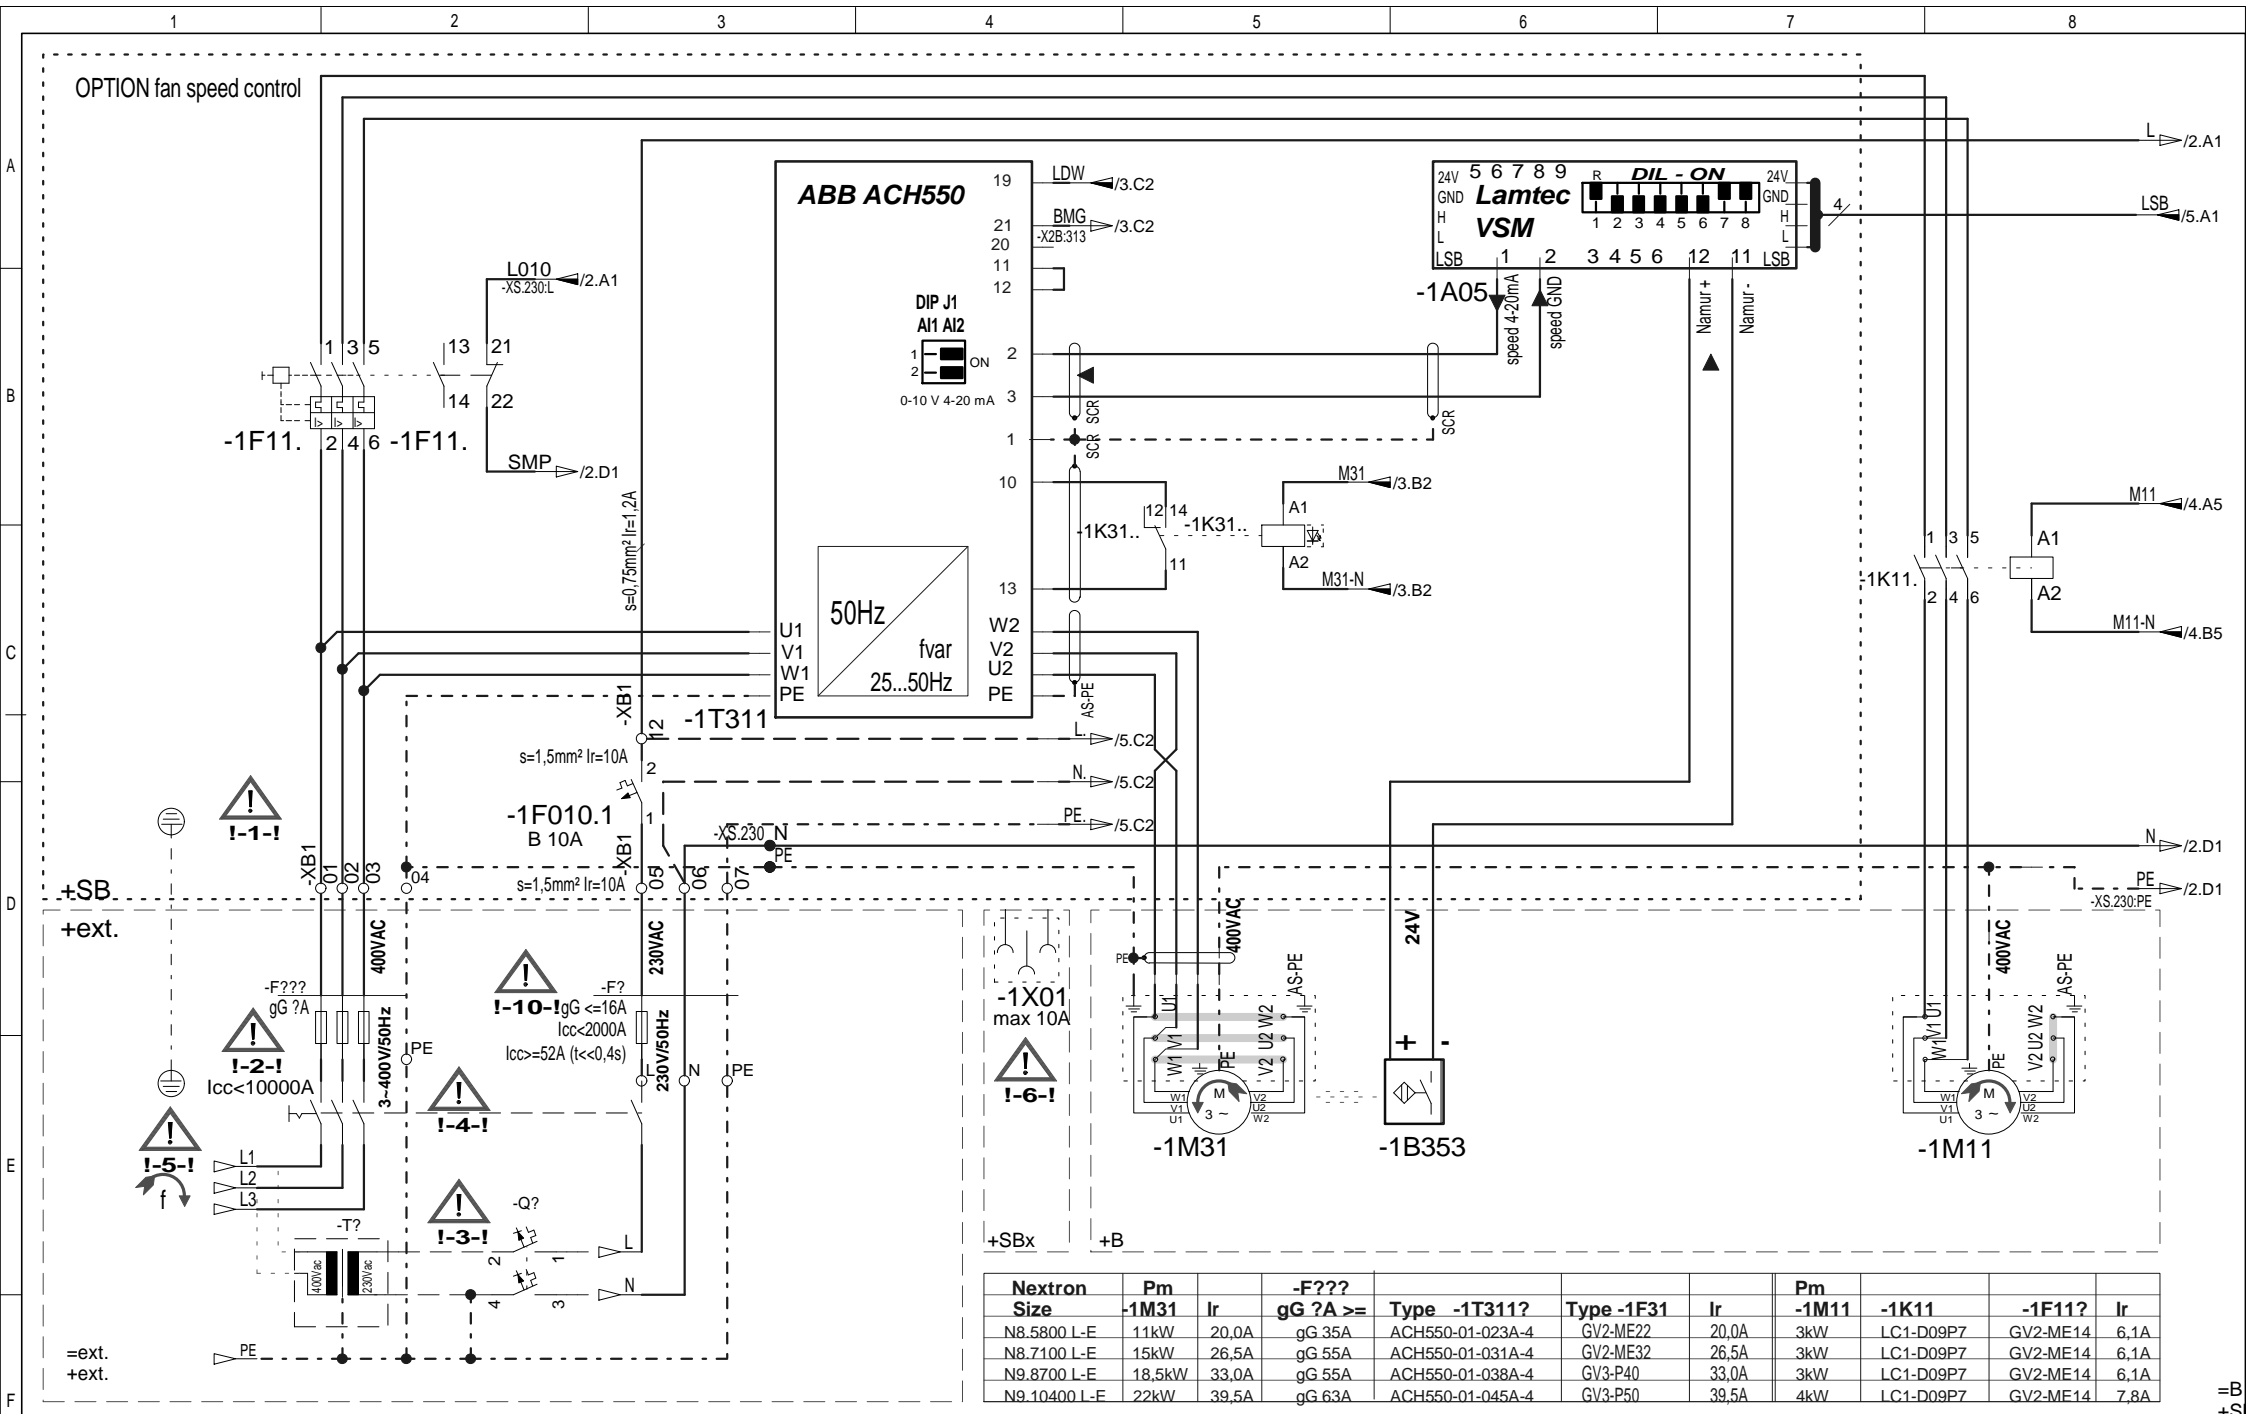 1 2 3 4 5 6 7 8
A
B
C
D
E
F
OPTION fan speed control
L /2.A1
LSB /5.A1
4
ABB ACH550
19 LDW /3.C2
21 BMG /3.C2
-X2B:313
20
11
12
DIP J1
AI1 AI2
1
2
ON
0-10 V 4-20 mA
2
3
1
10
13
SCR
SCR
SCR
24V 5 6 7 8 9 R DIL - ON 24V
GND Lamtec GND
H VSM 1 2 3 4 5 6 7 8 H
L L
LSB 1 2 3 4 5 6 12 11 LSB
-1A05
speed 4-20mA
speed GND
Namur +
Namur -
L010 /2.A1
-XS.230:L
1 3 5 13 21
14 22
I> I> I>
-1F11. 2 4 6 -1F11.
SMP /2.D1
s=0,75mm² Ir=1,2A
M31 /3.B2
12 14 A1
-1K31.. -1K31..
11 A2
M31-N /3.B2
M11 /4.A5
1 3 5 A1
-1K11.
2 4 6 A2
M11-N /4.B5
50Hz
fvar
25...50Hz
U1
V1
W1
PE
W2
V2
U2
PE
AS-PE
-XB1
12
-1T311
L. /5.C2
s=1,5mm² Ir=10A
2
N. /5.C2
-1F010.1
B 10A
1
PE. /5.C2
!
!-1-!
-XS.230 N
PE
N /2.D1
-XB1
01
02
03
04
-XB1
s=1,5mm² Ir=10A 05
06
07
PE /2.D1
-XS.230:PE
+SB
+ext.
400VAC
230VAC
-F???
gG ?A
!
!-2-!
Icc<10000A
3~400V/50Hz
PE
!
!-10-!
-F?
gG <=16A
Icc<2000A
Icc>=52A (t<<0,4s)
230V/50Hz
L N PE
!
!-4-!
!
!-5-!
f
L1
L2
L3
!
!-3-!
-Q?
-T?
400Vac
230Vac
2 1
4 3
L
N
=ext.
+ext.
PE
-1X01
max 10A
!
!-6-!
+SBx
+B
PE
400VAC
AS-PE
U1
V1
W1
W2
U2
V2
PE
W1
V1
U1
M
3 ~
V2
U2
W2
-1M31
24V
+ -
-1B353
400VAC
AS-PE
U1
V1
W1
W2
U2
V2
PE
W1
V1
U1
M
3 ~
V2
U2
W2
-1M11
Nextron Pm -F??? Pm
Size -1M31 Ir gG ?A >= Type -1T311? Type -1F31 Ir -1M11 -1K11 -1F11? Ir
N8.5800 L-E 11kW 20,0A gG 35A ACH550-01-023A-4 GV2-ME22 20,0A 3kW LC1-D09P7 GV2-ME14 6,1A
N8.7100 L-E 15kW 26,5A gG 55A ACH550-01-031A-4 GV2-ME32 26,5A 3kW LC1-D09P7 GV2-ME14 6,1A
N9.8700 L-E 18,5kW 33,0A gG 55A ACH550-01-038A-4 GV3-P40 33,0A 3kW LC1-D09P7 GV2-ME14 6,1A
N9.10400 L-E 22kW 39,5A gG 63A ACH550-01-045A-4 GV3-P50 39,5A 4kW LC1-D09P7 GV2-ME14 7,8A
=B